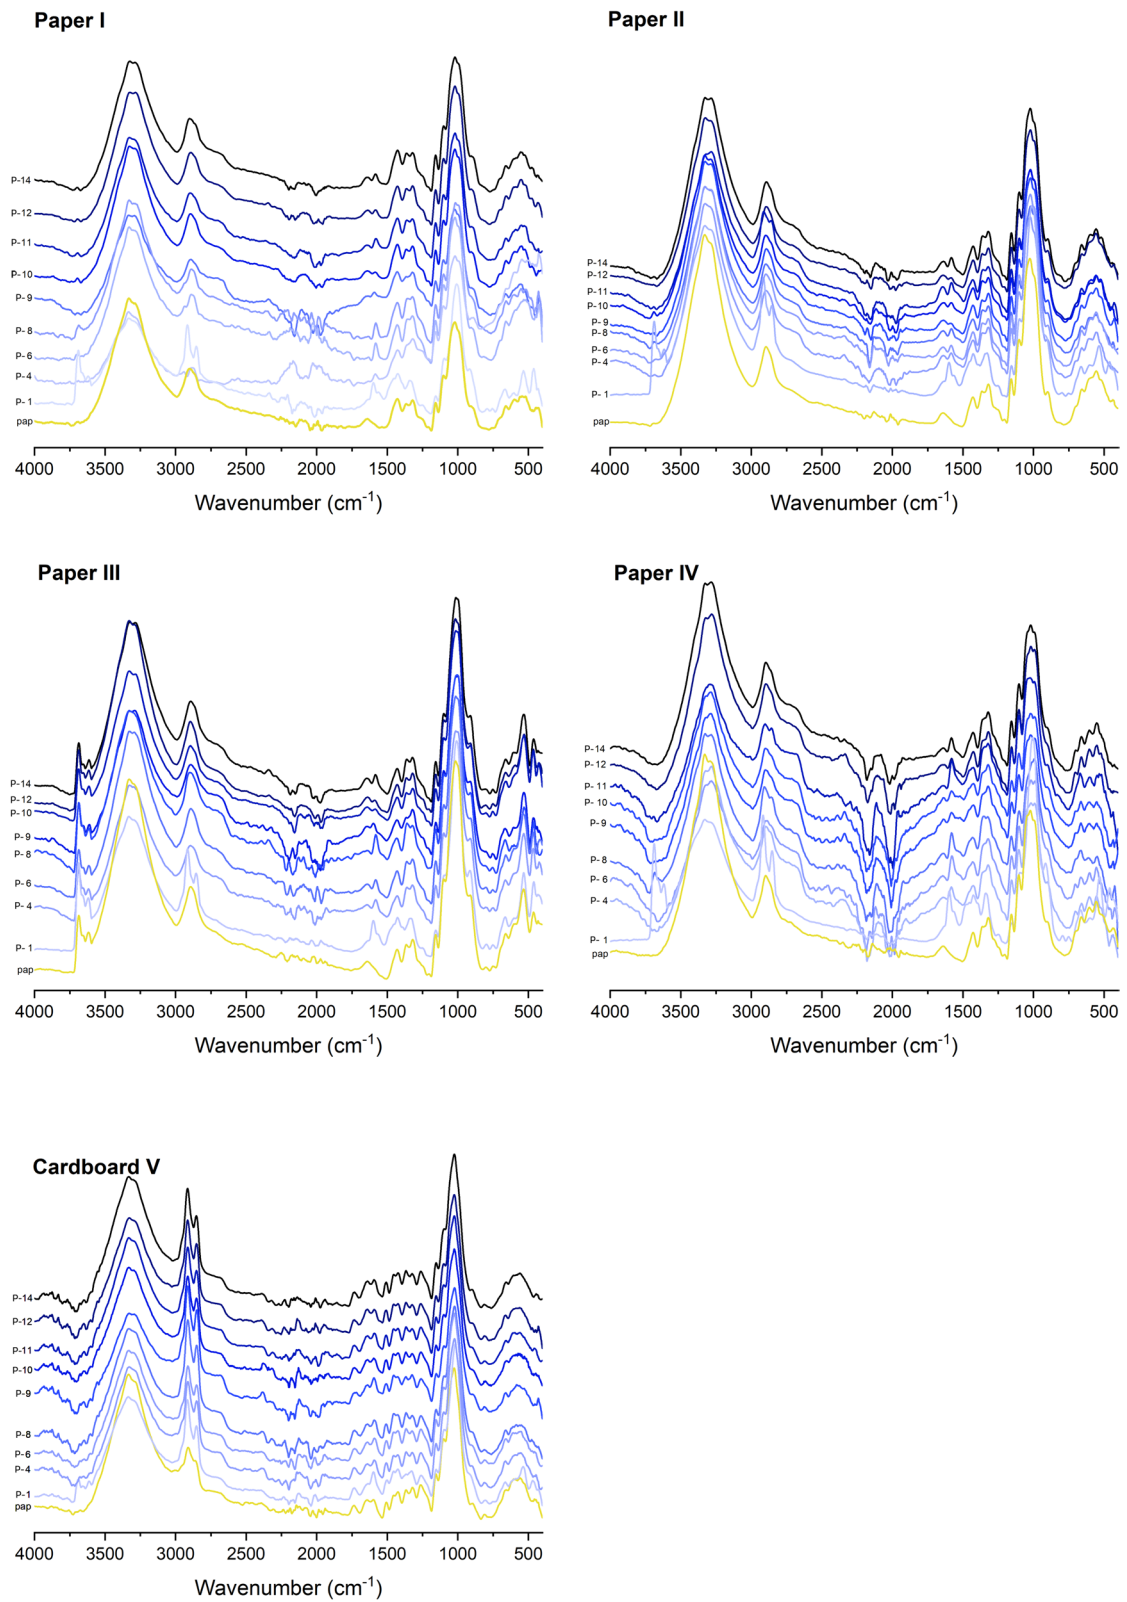 Paper I
P-14
P-12
P-11
P-10
P- 9
P- 8
P- 6
P- 4
P- 1
pap
4000 3500 3000 2500 2000 1500 1000 500
Wavenumber (cm-1)
Paper II
P-14
P-12
P-11
P-10
P- 9
P- 8
P- 6
P- 4
P- 1
pap
4000 3500 3000 2500 2000 1500 1000 500
Wavenumber (cm-1)
Paper III
P-14
P-12
P-10
P- 9
P- 8
P- 6
P- 4
P- 1
pap
4000 3500 3000 2500 2000 1500 1000 500
Wavenumber (cm-1)
Paper IV
P-14
P-12
P- 11
P- 10
P- 9
P- 8
P- 6
P- 4
P- 1
pap
4000 3500 3000 2500 2000 1500 1000 500
Wavenumber (cm-1)
Cardboard V
P-14
P-12
P-11
P-10
P-9
P-8
P-6
P-4
P-1
pap
4000 3500 3000 2500 2000 1500 1000 500
Wavenumber (cm-1)